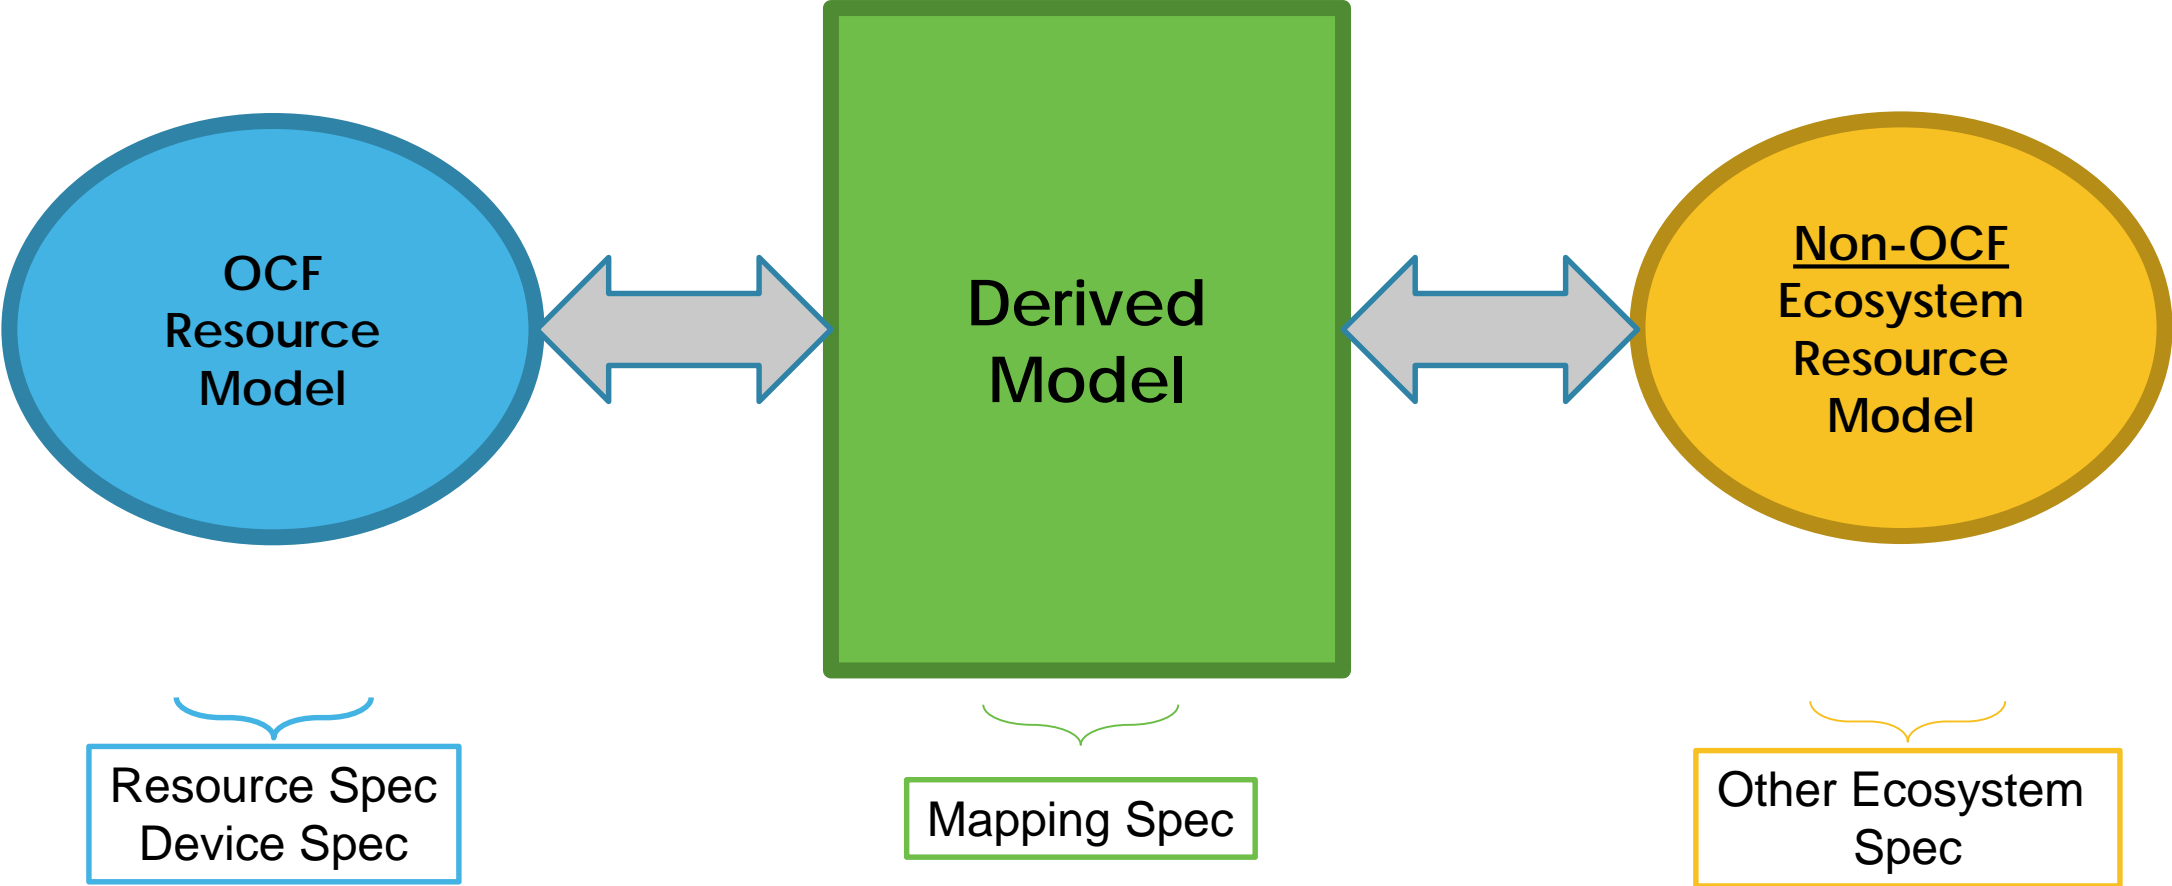 OCF
Resource
Model
Derived
Model
Non-OCF
Ecosystem
Resource
Model
Resource Spec
Device Spec
Mapping Spec
Other Ecosystem
Spec